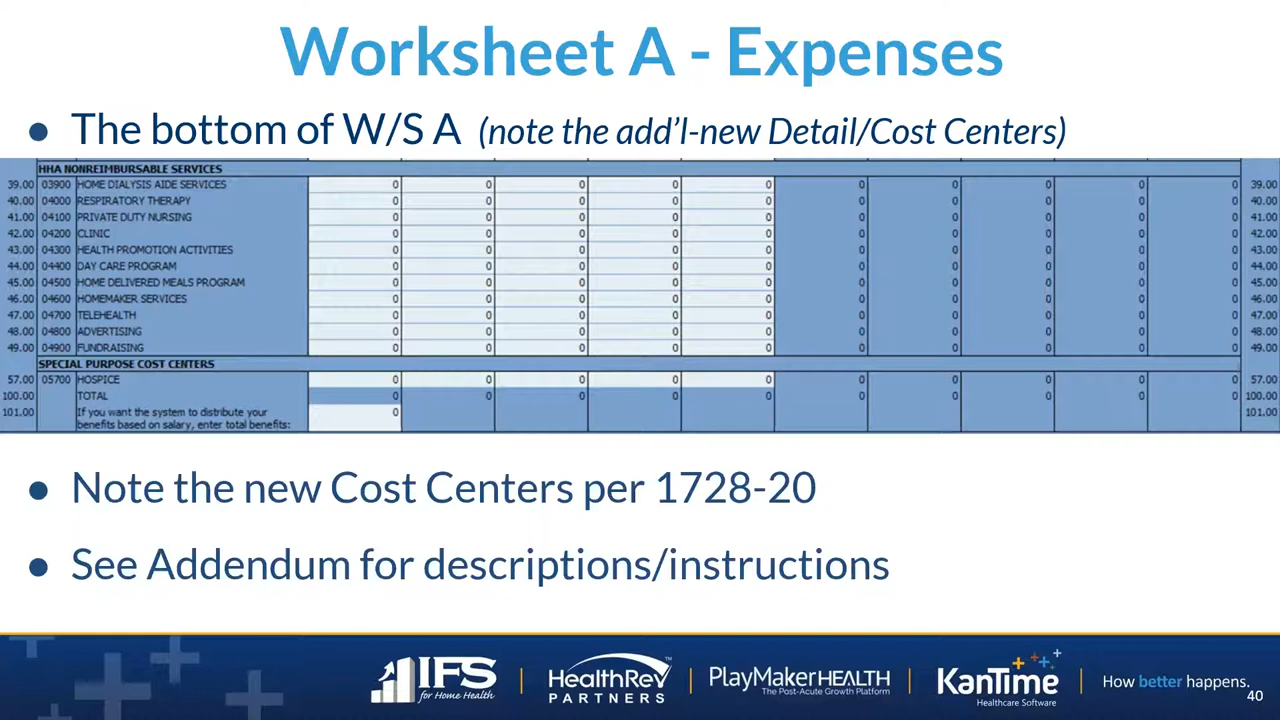 Worksheet A - Expenses
● The bottom of W/S A (note the add’l-new Detail/Cost Centers)
HHA NONREIMBURSABLE SERVICES
39.00 03900 HOME DIALYSIS AIDE SERVICES 0 0 0 0 0 0 0 0 0 0 39.00
40.00 04000 RESPIRATORY THERAPY 0 0 0 0 0 0 0 0 0 0 40.00
41.00 04100 PRIVATE DUTY NURSING 0 0 0 0 0 0 0 0 0 0 41.00
42.00 04200 CLINIC 0 0 0 0 0 0 0 0 0 0 42.00
43.00 04300 HEALTH PROMOTION ACTIVITIES 0 0 0 0 0 0 0 0 0 0 43.00
44.00 04400 DAY CARE PROGRAM 0 0 0 0 0 0 0 0 0 0 44.00
45.00 04500 HOME DELIVERED MEALS PROGRAM 0 0 0 0 0 0 0 0 0 0 45.00
46.00 04600 HOMEMAKER SERVICES 0 0 0 0 0 0 0 0 0 0 46.00
47.00 04700 TELEHEALTH 0 0 0 0 0 0 0 0 0 0 47.00
48.00 04800 ADVERTISING 0 0 0 0 0 0 0 0 0 0 48.00
49.00 04900 FUNDRAISING 0 0 0 0 0 0 0 0 0 0 49.00
SPECIAL PURPOSE COST CENTERS
57.00 05700 HOSPICE 0 0 0 0 0 0 0 0 0 0 57.00
100.00 TOTAL 0 0 0 0 0 0 0 0 0 0 100.00
101.00 If you want the system to distribute your 0 101.00
benefits based on salary, enter total benefits:
● Note the new Cost Centers per 1728-20
● See Addendum for descriptions/instructions
IFS
for Home Health
HealthRev
PARTNERS
PlayMakerHEALTH
The Post-Acute Growth Platform
KanTime
Healthcare Software
How better happens.
40